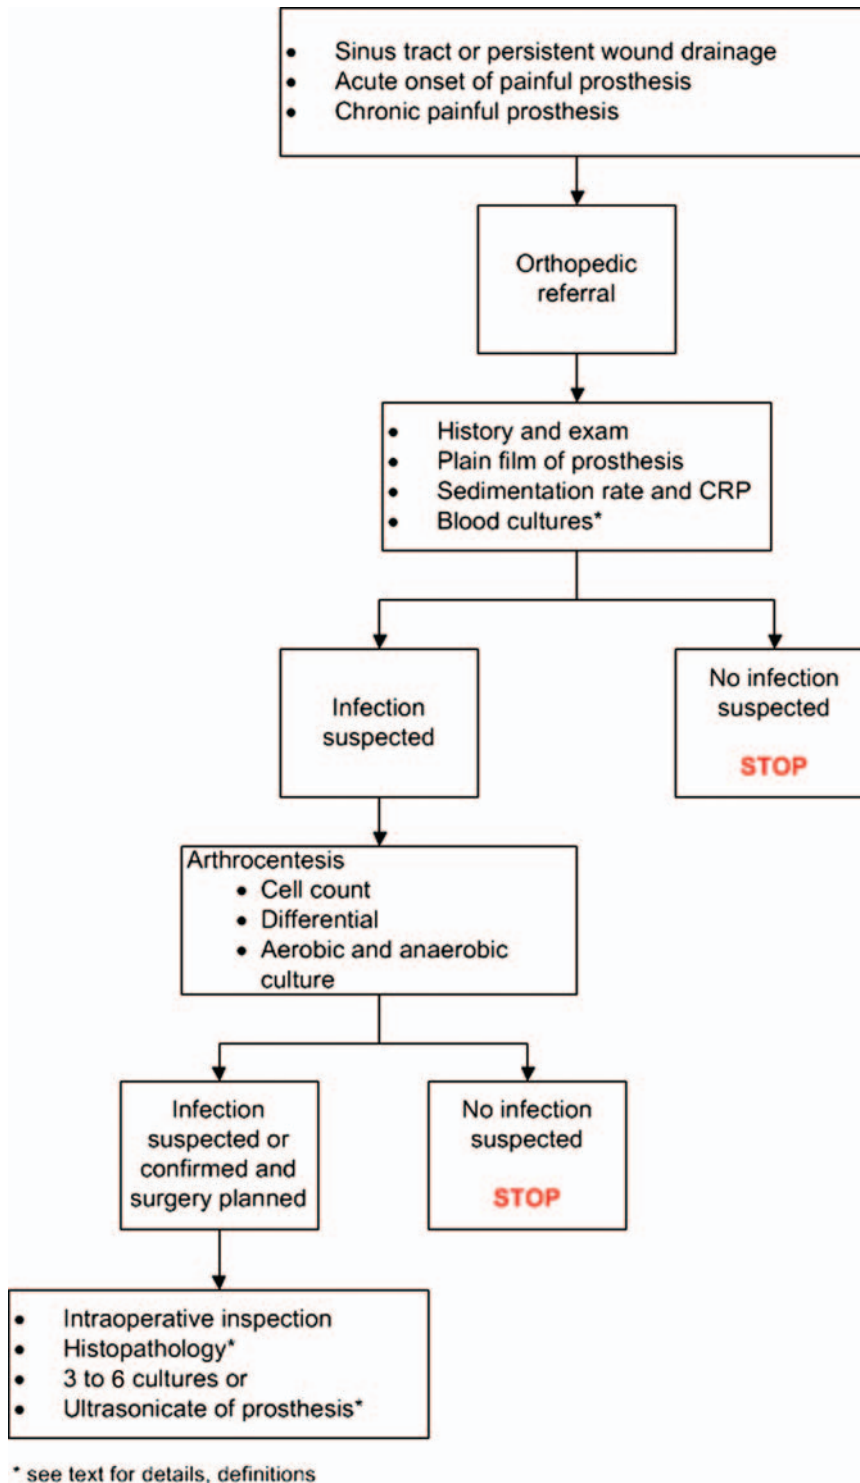 • Sinus tract or persistent wound drainage
• Acute onset of painful prosthesis
• Chronic painful prosthesis
Orthopedic
referral
• History and exam
• Plain film of prosthesis
• Sedimentation rate and CRP
• Blood cultures*
Infection
suspected
No infection
suspected
STOP
Arthrocentesis
• Cell count
• Differential
• Aerobic and anaerobic
culture
Infection
suspected or
confirmed and
surgery planned
No infection
suspected
STOP
• Intraoperative inspection
• Histopathology*
• 3 to 6 cultures or
• Ultrasonicate of prosthesis*
* see text for details, definitions